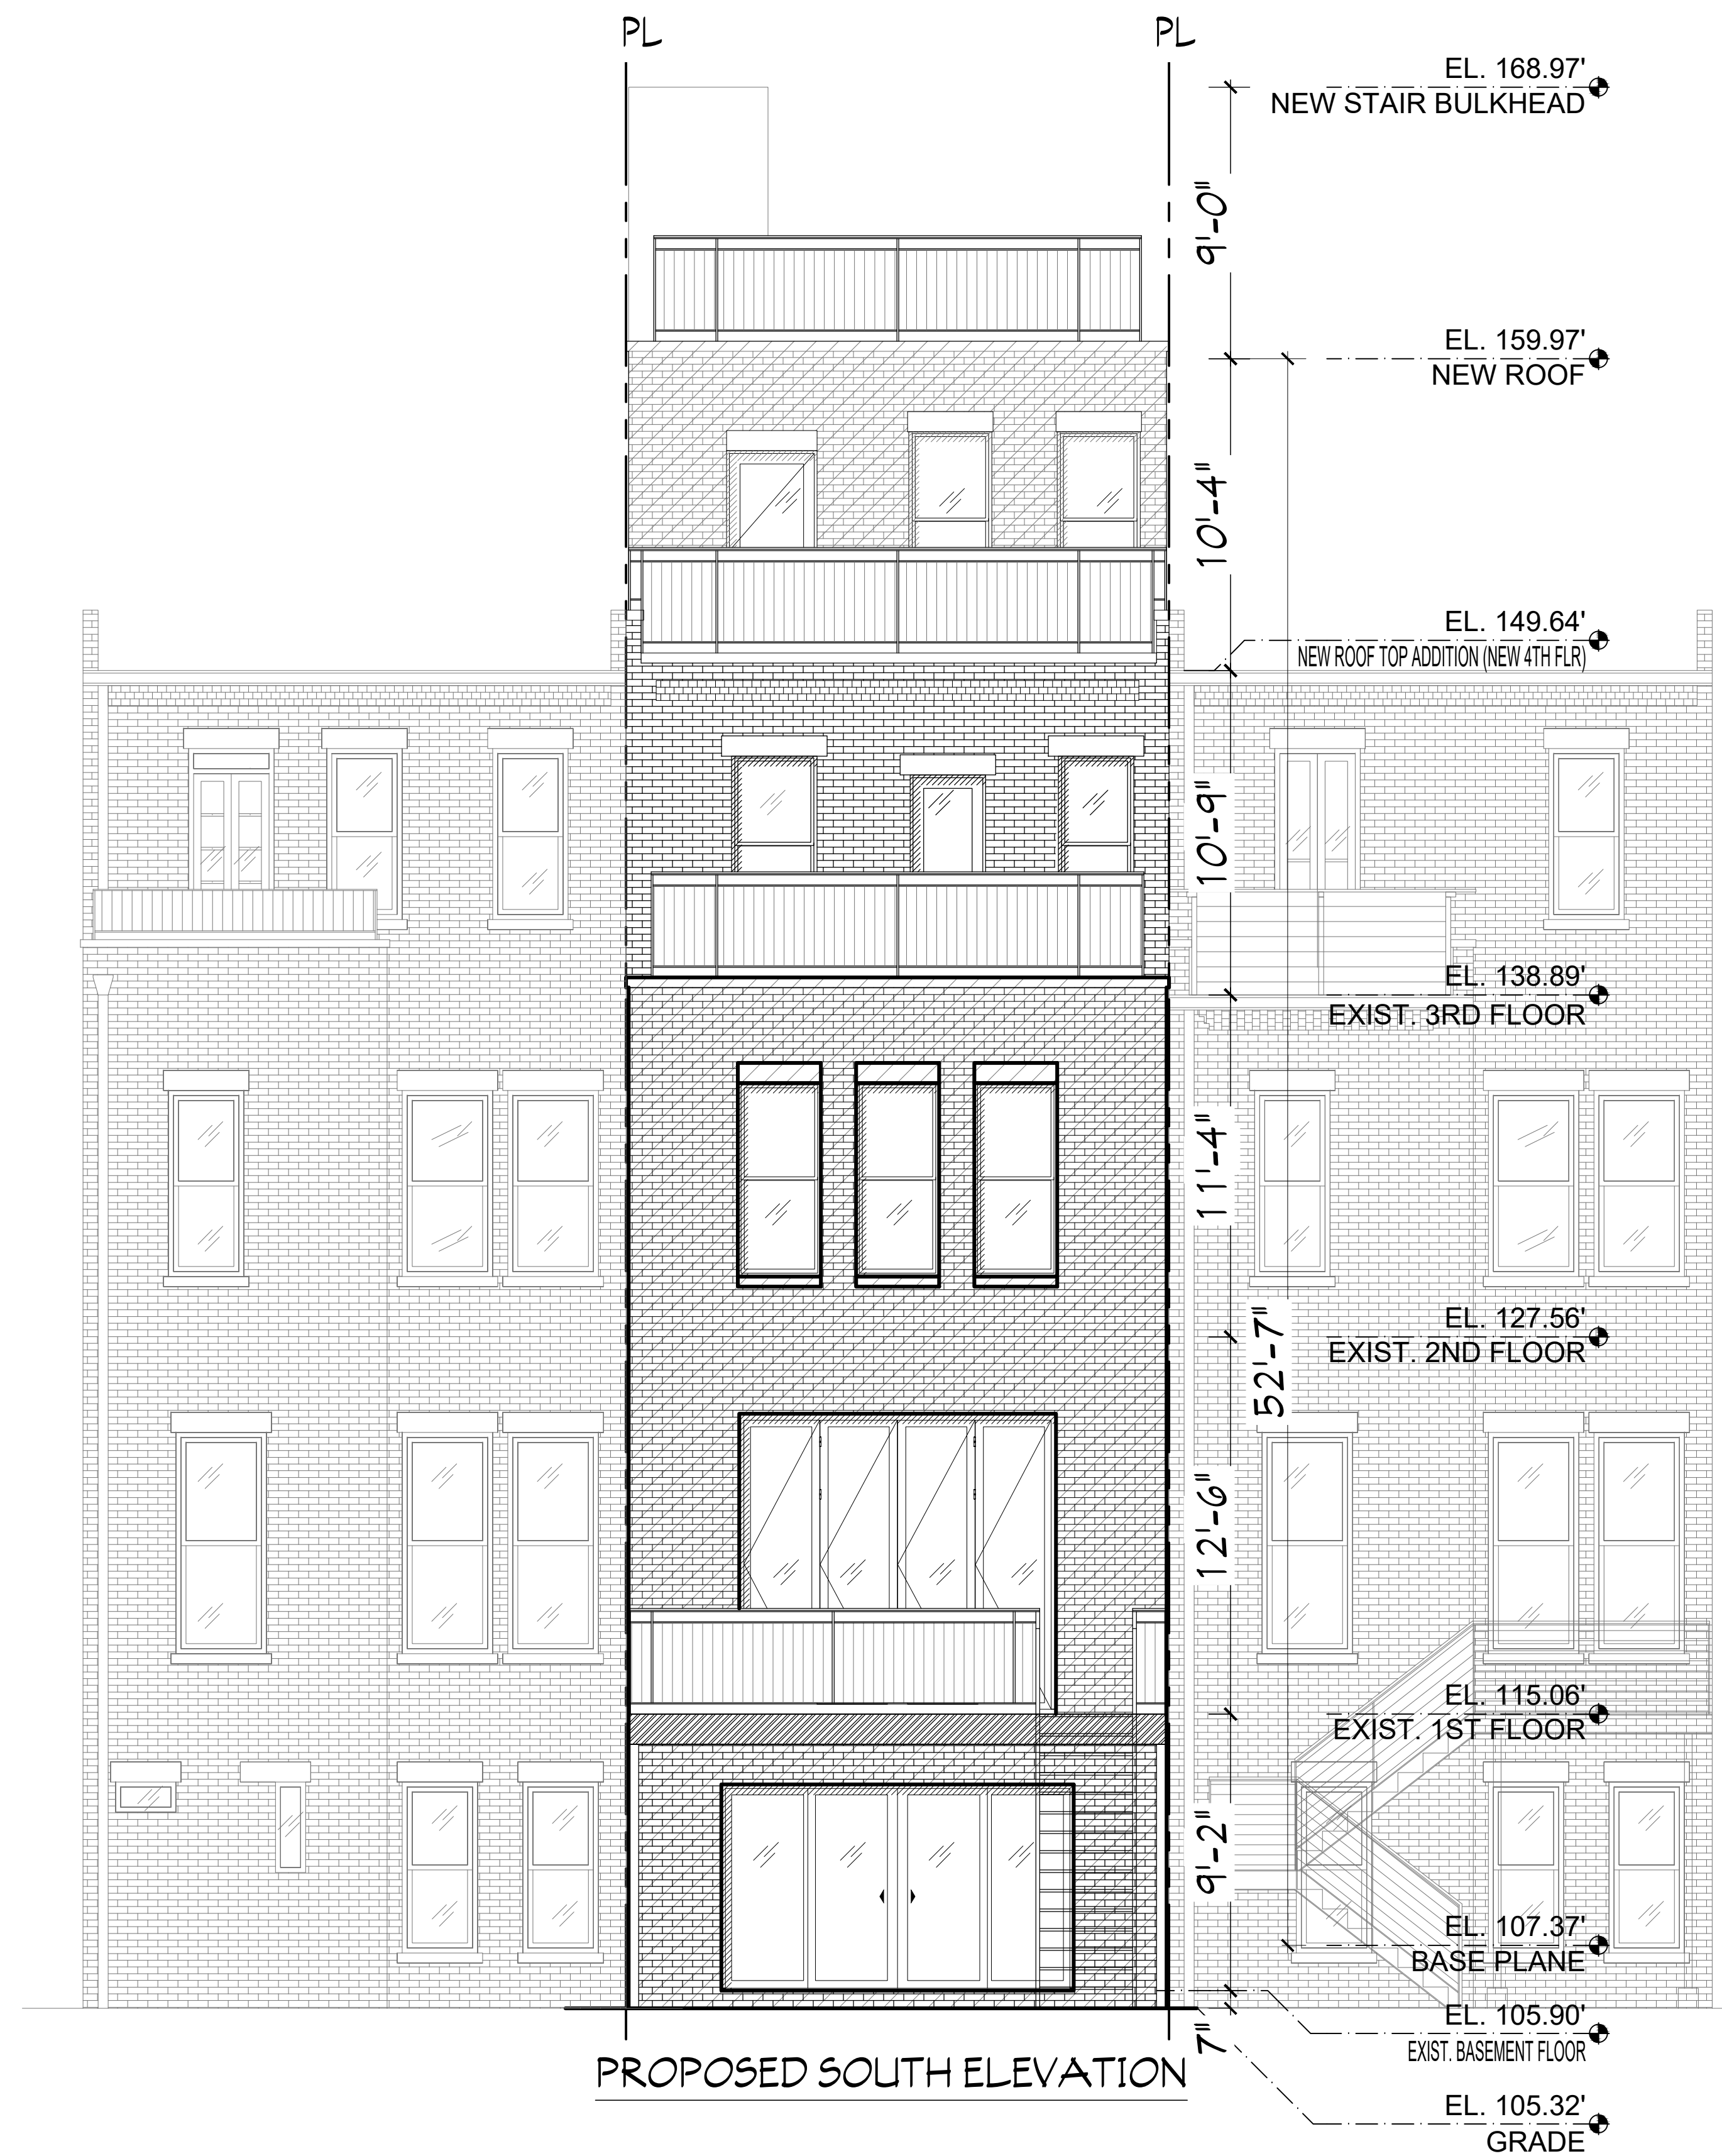 PL
PL
EL. 168.97'
NEW STAIR BULKHEAD
9'-0"
EL. 159.97'
NEW ROOF
10'-4"
EL. 149.64'
NEW ROOF TOP ADDITION (NEW 4TH FLR)
10'-9"
EL. 138.89'
EXIST. 3RD FLOOR
11'-4"
EL. 127.56'
EXIST. 2ND FLOOR
52'-7"
12'-6"
EL. 115.06'
EXIST. 1ST FLOOR
9'-2"
EL. 107.37'
BASE PLANE
EL. 105.90'
EXIST. BASEMENT FLOOR
7"
PROPOSED SOUTH ELEVATION
EL. 105.32'
GRADE